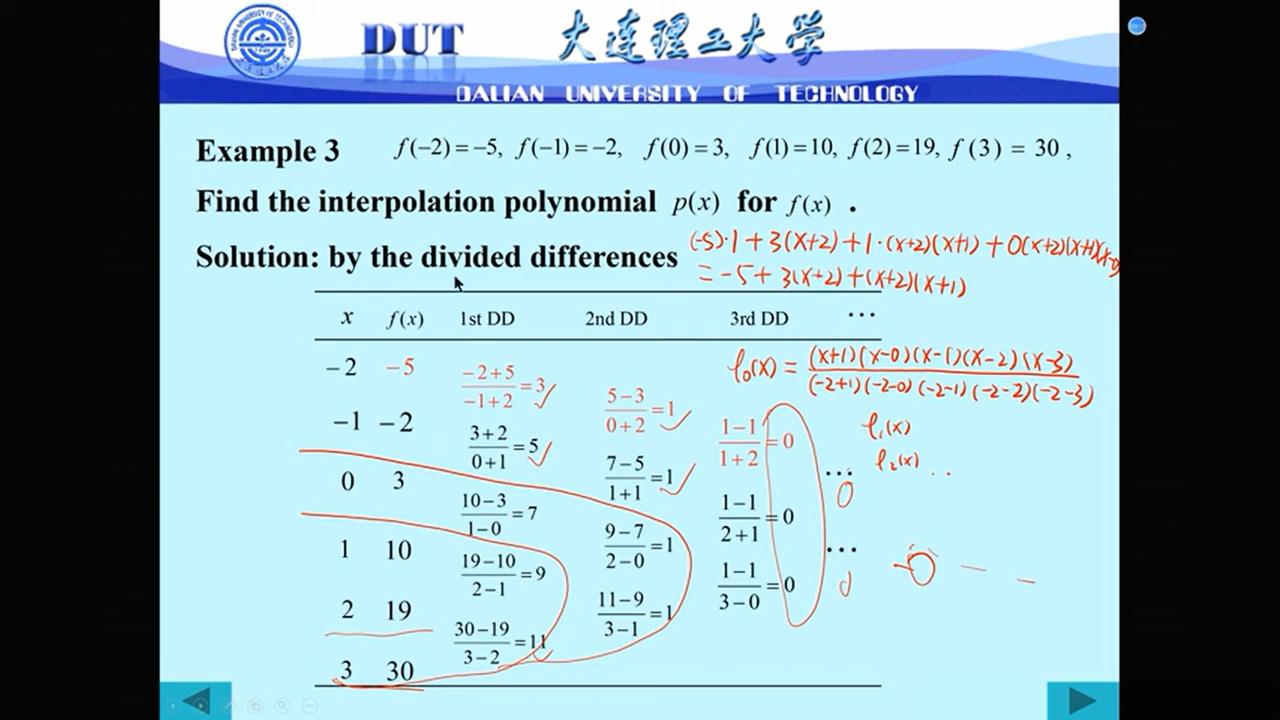 DUT 大连理工大学
DALIAN UNIVERSITY OF TECHNOLOGY
Example 3 f(−2) = −5, f(−1) = −2, f(0) = 3, f(1) = 10, f(2) = 19, f(3) = 30,
Find the interpolation polynomial p(x) for f(x) .
Solution: by the divided differences
(-5)·1+3(x+2)+1·(x+2)(x+1)+0(x+2)(x+1)(x-0)
=-5+3(x+2)+(x+2)(x+1)
x f(x) 1st DD 2nd DD 3rd DD ...
l₀(x) = (x+1)(x-0)(x-1)(x-2)(x-3) / (-2+1)(-2-0)(-2-1)(-2-2)(-2-3)
−2 −5
(−2+5)/(−1+2) = 3
(5−3)/(0+2) = 1
−1 −2
(3+2)/(0+1) = 5
(1−1)/(1+2) = 0
l₁(x)
l₂(x) ..
(7−5)/(1+1) = 1
...
0 3
0
(10−3)/(1−0) = 7
(1−1)/(2+1) = 0
(9−7)/(2−0) = 1
1 10
...
(19−10)/(2−1) = 9
0
(1−1)/(3−0) = 0
0
2 19
(11−9)/(3−1) = 1
(30−19)/(3−2) = 11
3 30